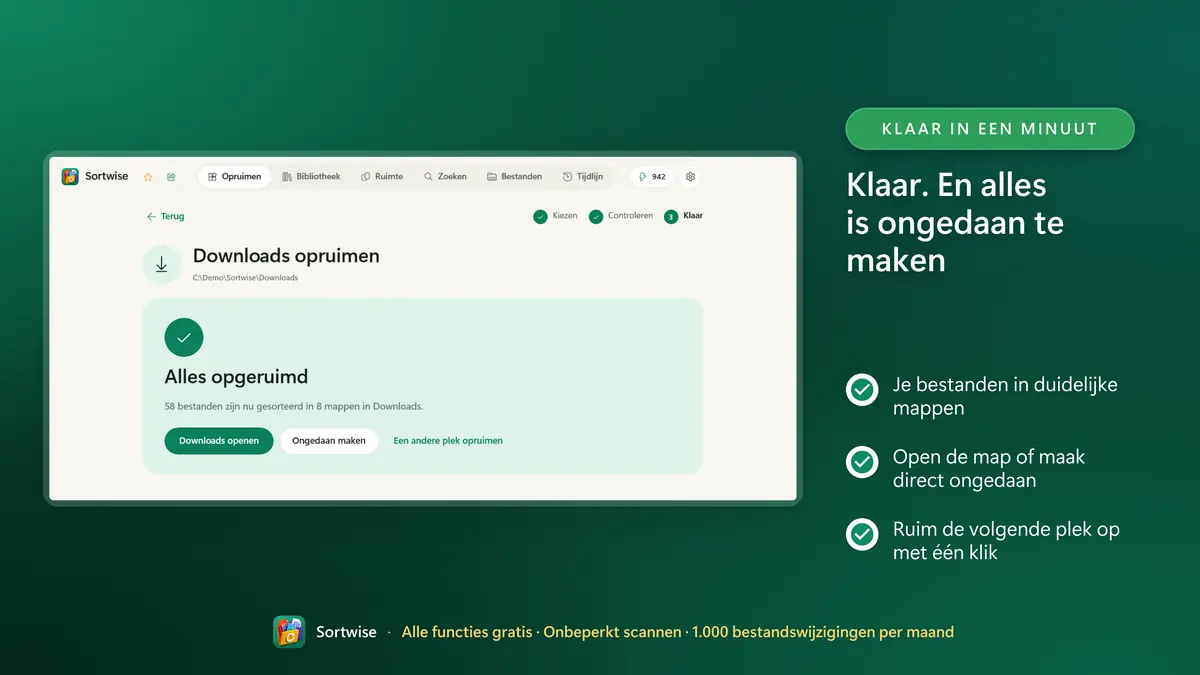 Sortwise
Opruimen
Bibliotheek
Ruimte
Zoeken
Bestanden
Tijdlijn
942
Terug
Kiezen
Controleren
3
Klaar
Downloads opruimen
C:\Demo\Sortwise\Downloads
Alles opgeruimd
58 bestanden zijn nu gesorteerd in 8 mappen in Downloads.
Downloads openen
Ongedaan maken
Een andere plek opruimen
KLAAR IN EEN MINUUT
Klaar. En alles
is ongedaan te
maken
Je bestanden in duidelijke
mappen
Open de map of maak
direct ongedaan
Ruim de volgende plek op
met één klik
Sortwise · Alle functies gratis · Onbeperkt scannen · 1.000 bestandswijzigingen per maand